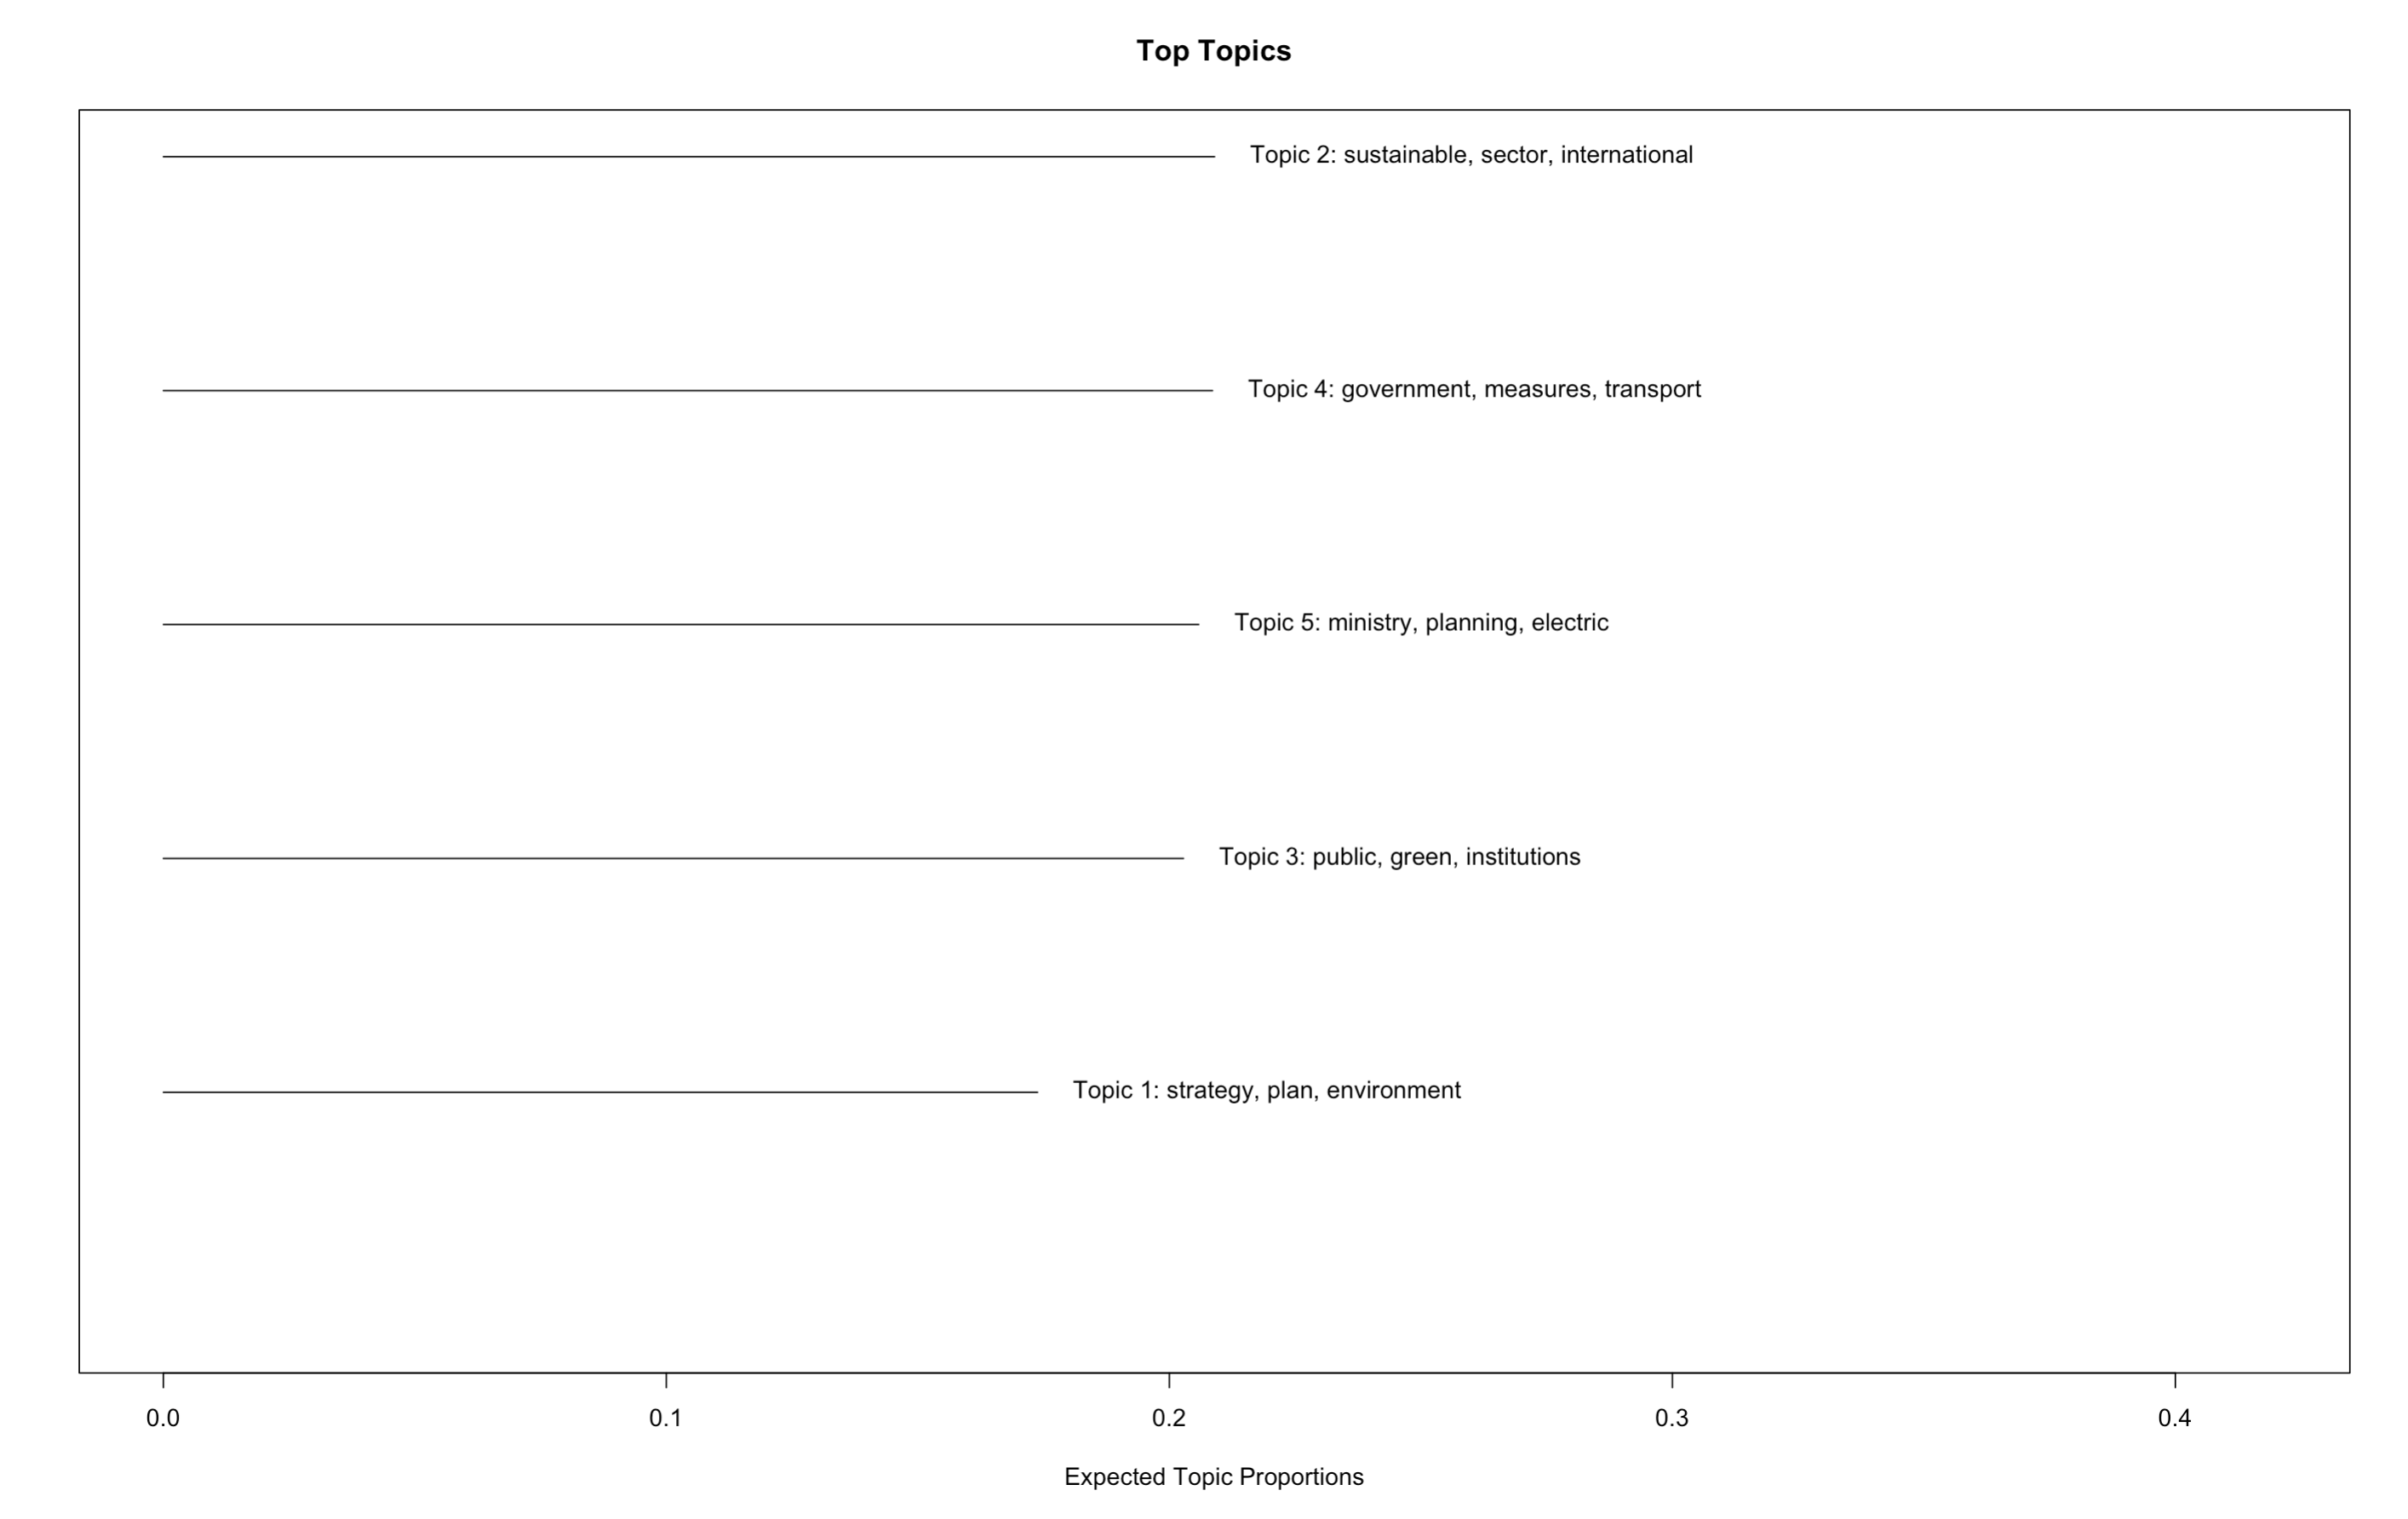 Top Topics
Topic 2: sustainable, sector, international
Topic 4: government, measures, transport
Topic 5: ministry, planning, electric
Topic 3: public, green, institutions
Topic 1: strategy, plan, environment
0.0 0.1 0.2 0.3 0.4
Expected Topic Proportions